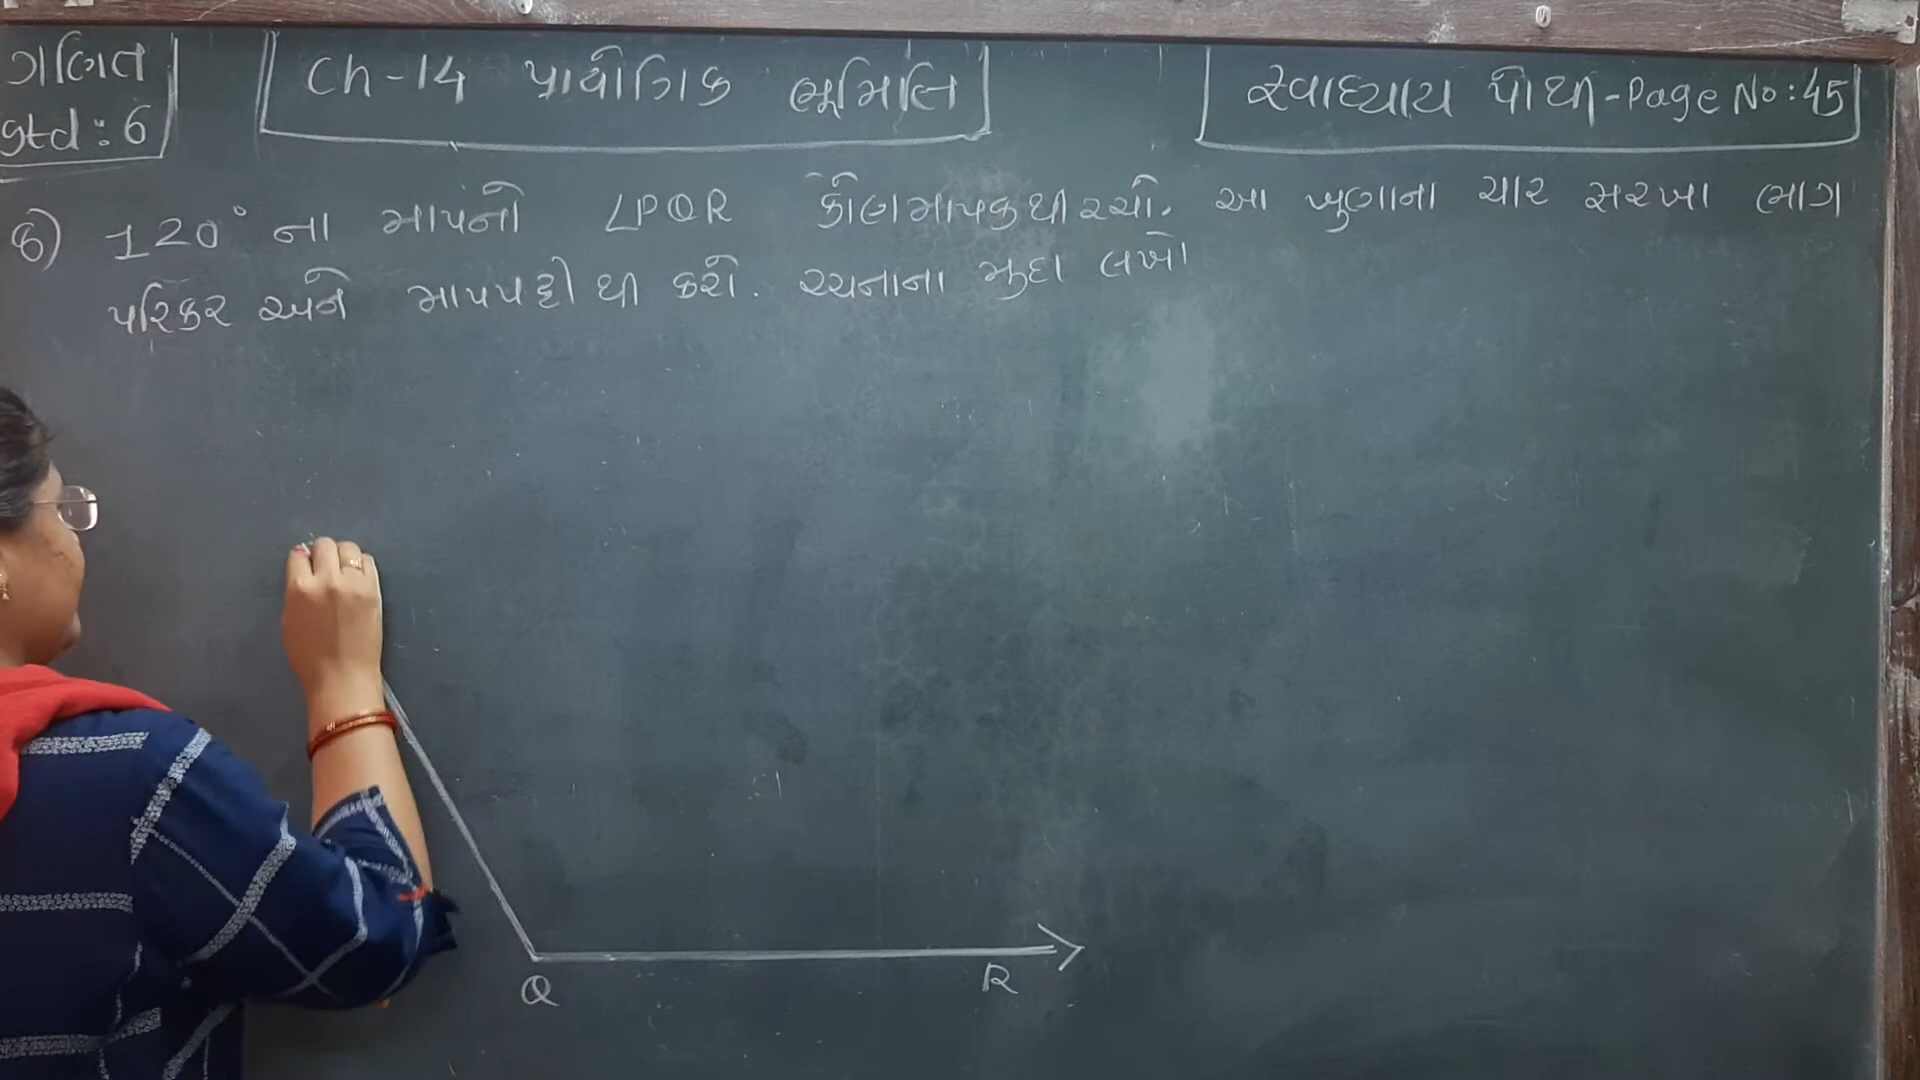 ગણિત
Std : 6
Ch-14 પ્રાયોગિક ભૂમિતિ
સ્વાધ્યાય પોથી - Page No : 45
6) 120° ના માપનો ∠PQR કોણમાપકથી રચો. આ ખુણાના ચાર સરખા ભાગ
પરિકર અને માપપટ્ટી થી કરો. રચનાના મુદ્દા લખો
Q R